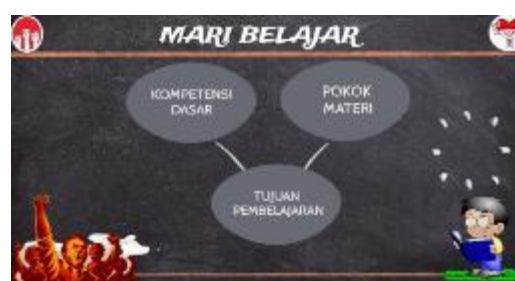 MARI BELAJAR
KOMPETENSI
DASAR
POKOK
MATERI
TUJUAN
PEMBELAJARAN